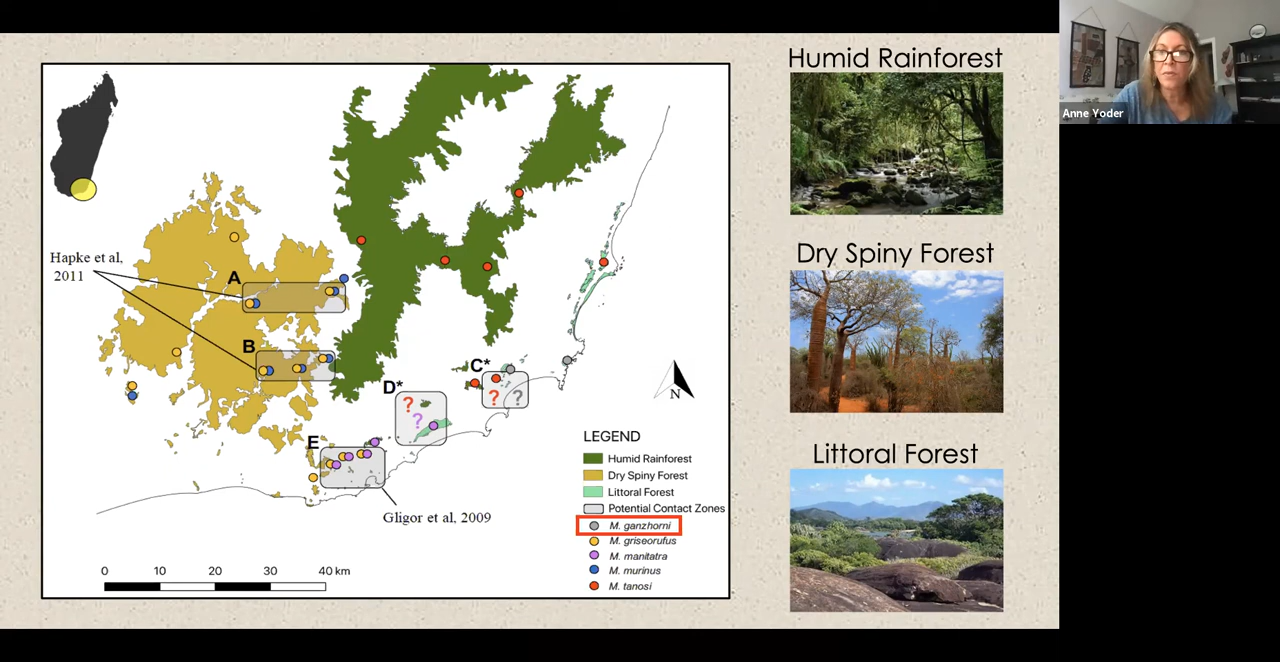 Humid Rainforest
Anne Yoder
Dry Spiny Forest
Hapke et al,
2011
A
B
C*
D*
?
?
?
?
E
N
Littoral Forest
LEGEND
Humid Rainforest
Dry Spiny Forest
Littoral Forest
Potential Contact Zones
M. ganzhorni
M. griseorufus
M. manitatra
M. murinus
M. tanosi
Gligor et al, 2009
0 10 20 30 40 km